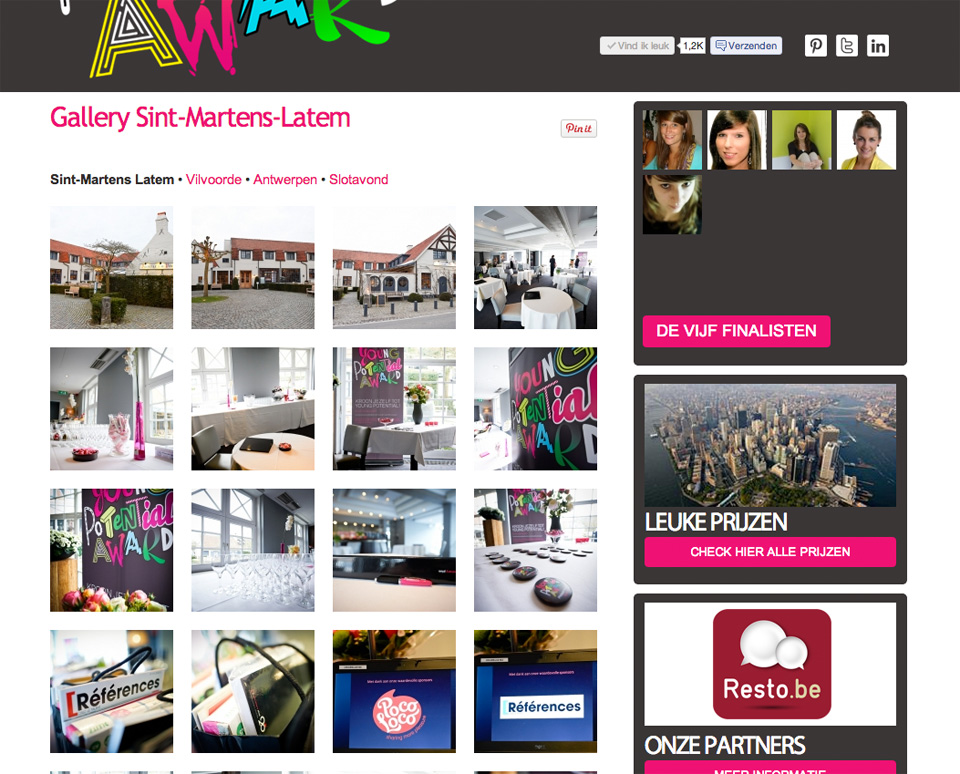 AWARD
Vind ik leuk
1,2K
Verzenden
Gallery Sint-Martens-Latem
Pin it
Sint-Martens Latem • Vilvoorde • Antwerpen • Slotavond
YOUNG
POTENtial
AWARD
YOUNG
POTENtial
AWARD
YOUNG
POTENtial
AWARD
Références
Poco
Loco
Références
DE VIJF FINALISTEN
LEUKE PRIJZEN
CHECK HIER ALLE PRIJZEN
Resto.be
ONZE PARTNERS
MEER INFORMATIE